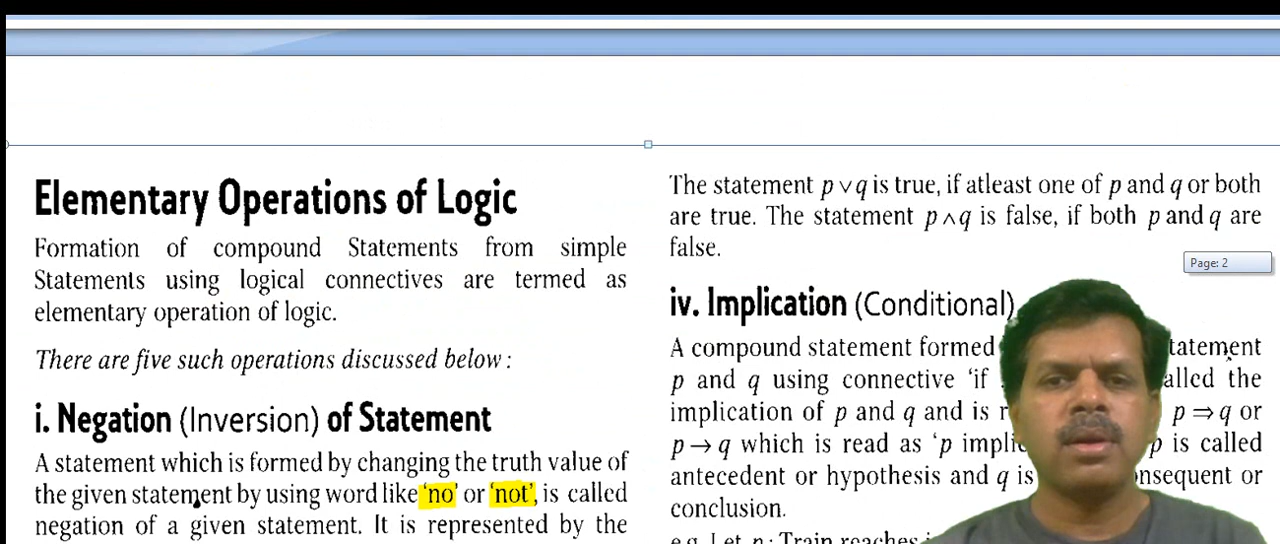 Elementary Operations of Logic
Formation of compound Statements from simple
Statements using logical connectives are termed as
elementary operation of logic.
There are five such operations discussed below :
i. Negation (Inversion) of Statement
A statement which is formed by changing the truth value of
the given statement by using word like 'no' or 'not', is called
negation of a given statement. It is represented by the
The statement p ∨ q is true, if atleast one of p and q or both
are true. The statement p ∧ q is false, if both p and q are
false.
Page: 2
iv. Implication (Conditional)
A compound statement formed tatement
p and q using connective 'if alled the
implication of p and q and is r p ⇒ q or
p → q which is read as 'p impli p is called
antecedent or hypothesis and q is nsequent or
conclusion.
e.g. Let p : Train reaches